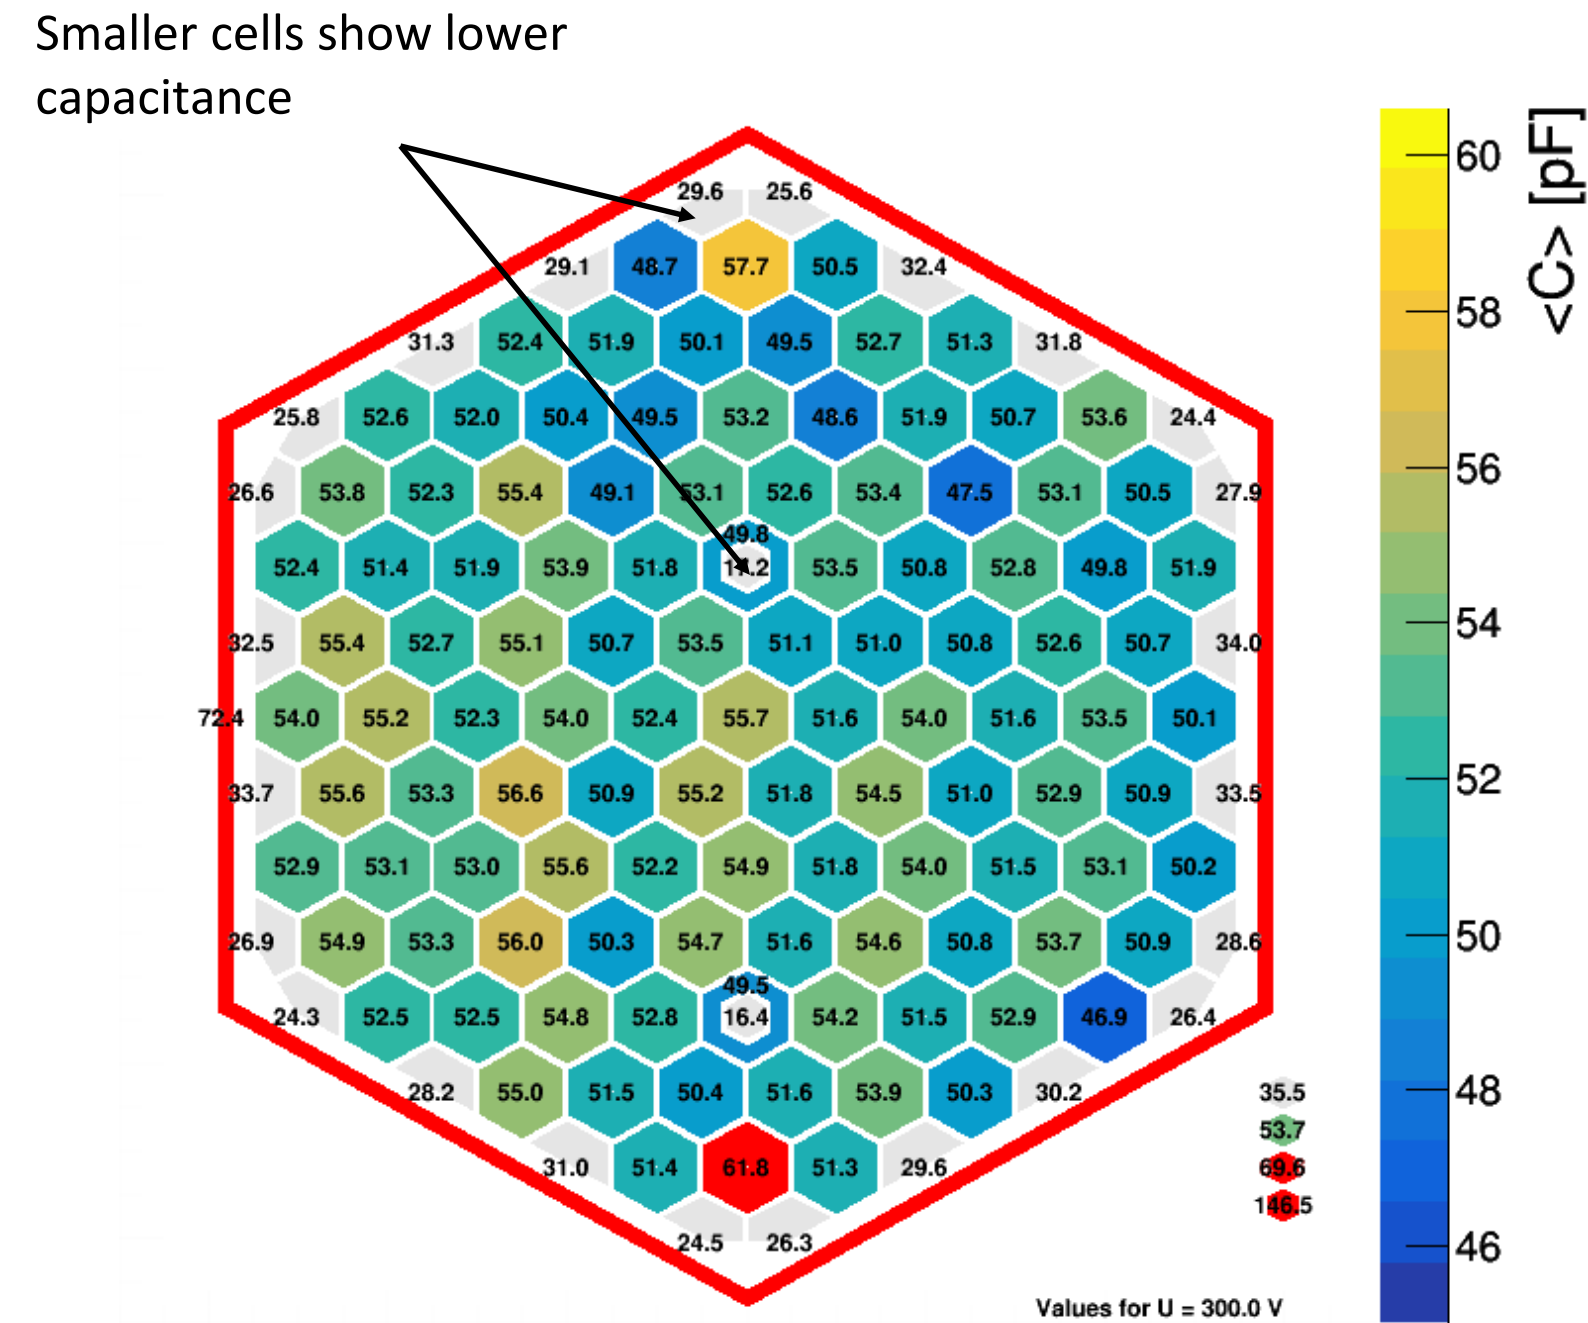 Smaller cells show lower
capacitance
29.6 25.6
29.1 48.7 57.7 50.5 32.4
31.3 52.4 51.9 50.1 49.5 52.7 51.3 31.8
25.8 52.6 52.0 50.4 49.5 53.2 48.6 51.9 50.7 53.6 24.4
26.6 53.8 52.3 55.4 49.1 53.1 52.6 53.4 47.5 53.1 50.5 27.9
49.8
52.4 51.4 51.9 53.9 51.8 53.5 50.8 52.8 49.8 51.9
32.5 55.4 52.7 55.1 50.7 53.5 51.1 51.0 50.8 52.6 50.7 34.0
72.4 54.0 55.2 52.3 54.0 52.4 55.7 51.6 54.0 51.6 53.5 50.1
33.7 55.6 53.3 56.6 50.9 55.2 51.8 54.5 51.0 52.9 50.9 33.5
52.9 53.1 53.0 55.6 52.2 54.9 51.8 54.0 51.5 53.1 50.2
26.9 54.9 53.3 56.0 50.3 54.7 51.6 54.6 50.8 53.7 50.9 28.6
49.5
24.3 52.5 52.5 54.8 52.8 16.4 54.2 51.5 52.9 46.9 26.4
28.2 55.0 51.5 50.4 51.6 53.9 50.3 30.2
31.0 51.4 61.8 51.3 29.6
24.5 26.3
35.5
53.7
69.6
146.5
Values for U = 300.0 V
60
58
56
54
52
50
48
46
<C> [pF]